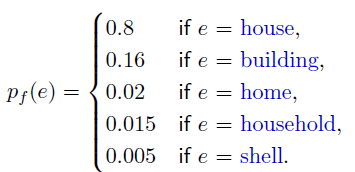 0.8 if e = house,
0.16 if e = building,
p_f(e) = { 0.02 if e = home,
0.015 if e = household,
0.005 if e = shell.